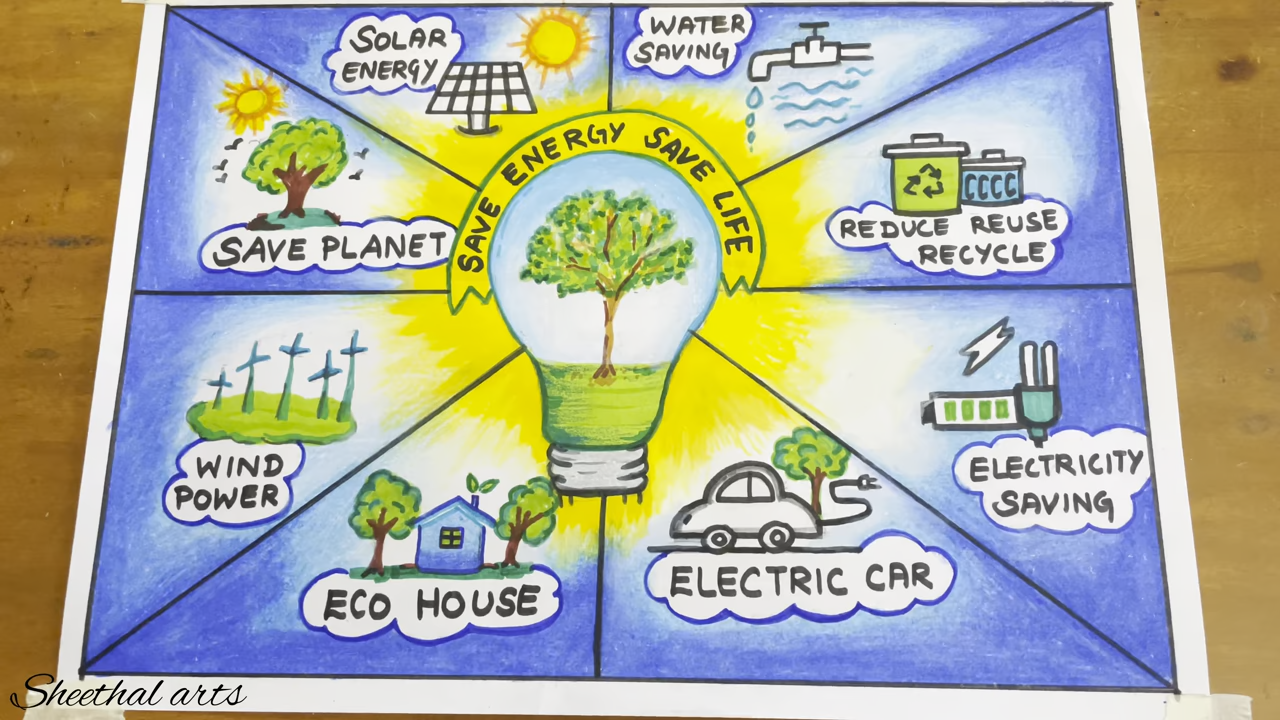 SOLAR
ENERGY
WATER
SAVING
SAVE ENERGY SAVE LIFE
SAVE PLANET
REDUCE REUSE
RECYCLE
WIND
POWER
ELECTRICITY
SAVING
ECO HOUSE
ELECTRIC CAR
Sheethal arts